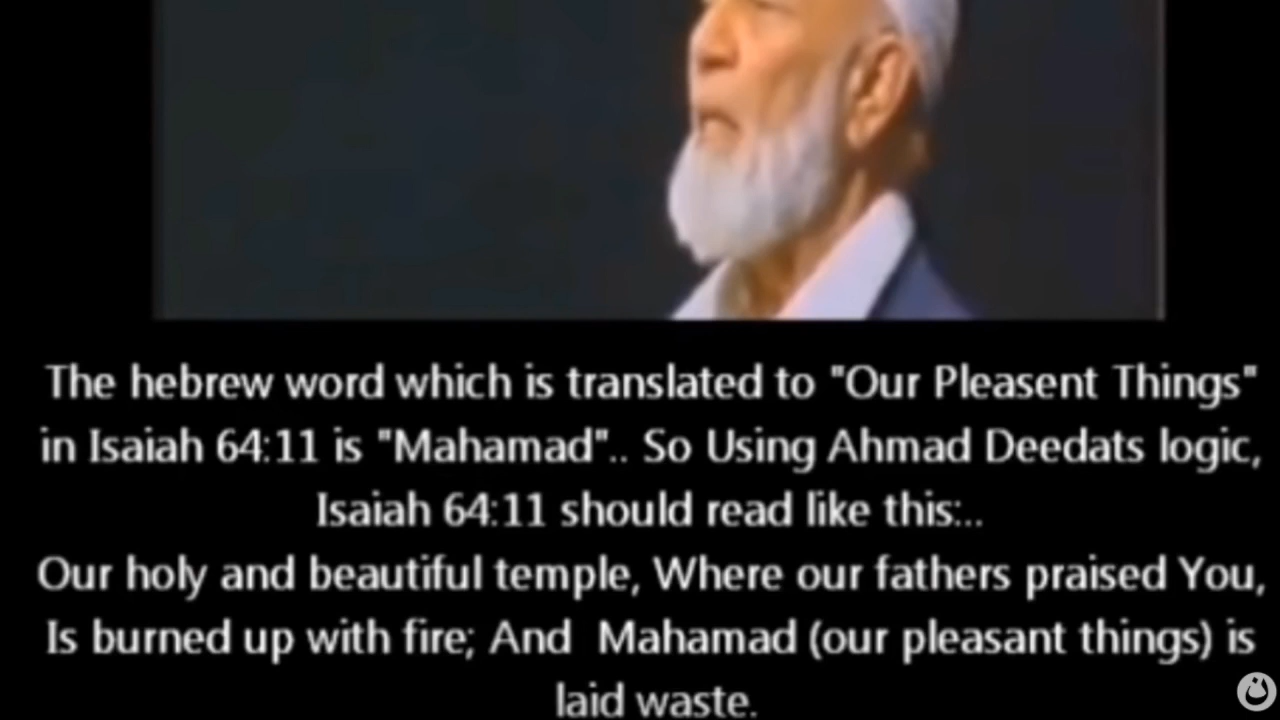 The hebrew word which is translated to "Our Pleasent Things"
in Isaiah 64:11 is "Mahamad".. So Using Ahmad Deedats logic,
Isaiah 64:11 should read like this:..
Our holy and beautiful temple, Where our fathers praised You,
Is burned up with fire; And  Mahamad (our pleasant things) is
laid waste.